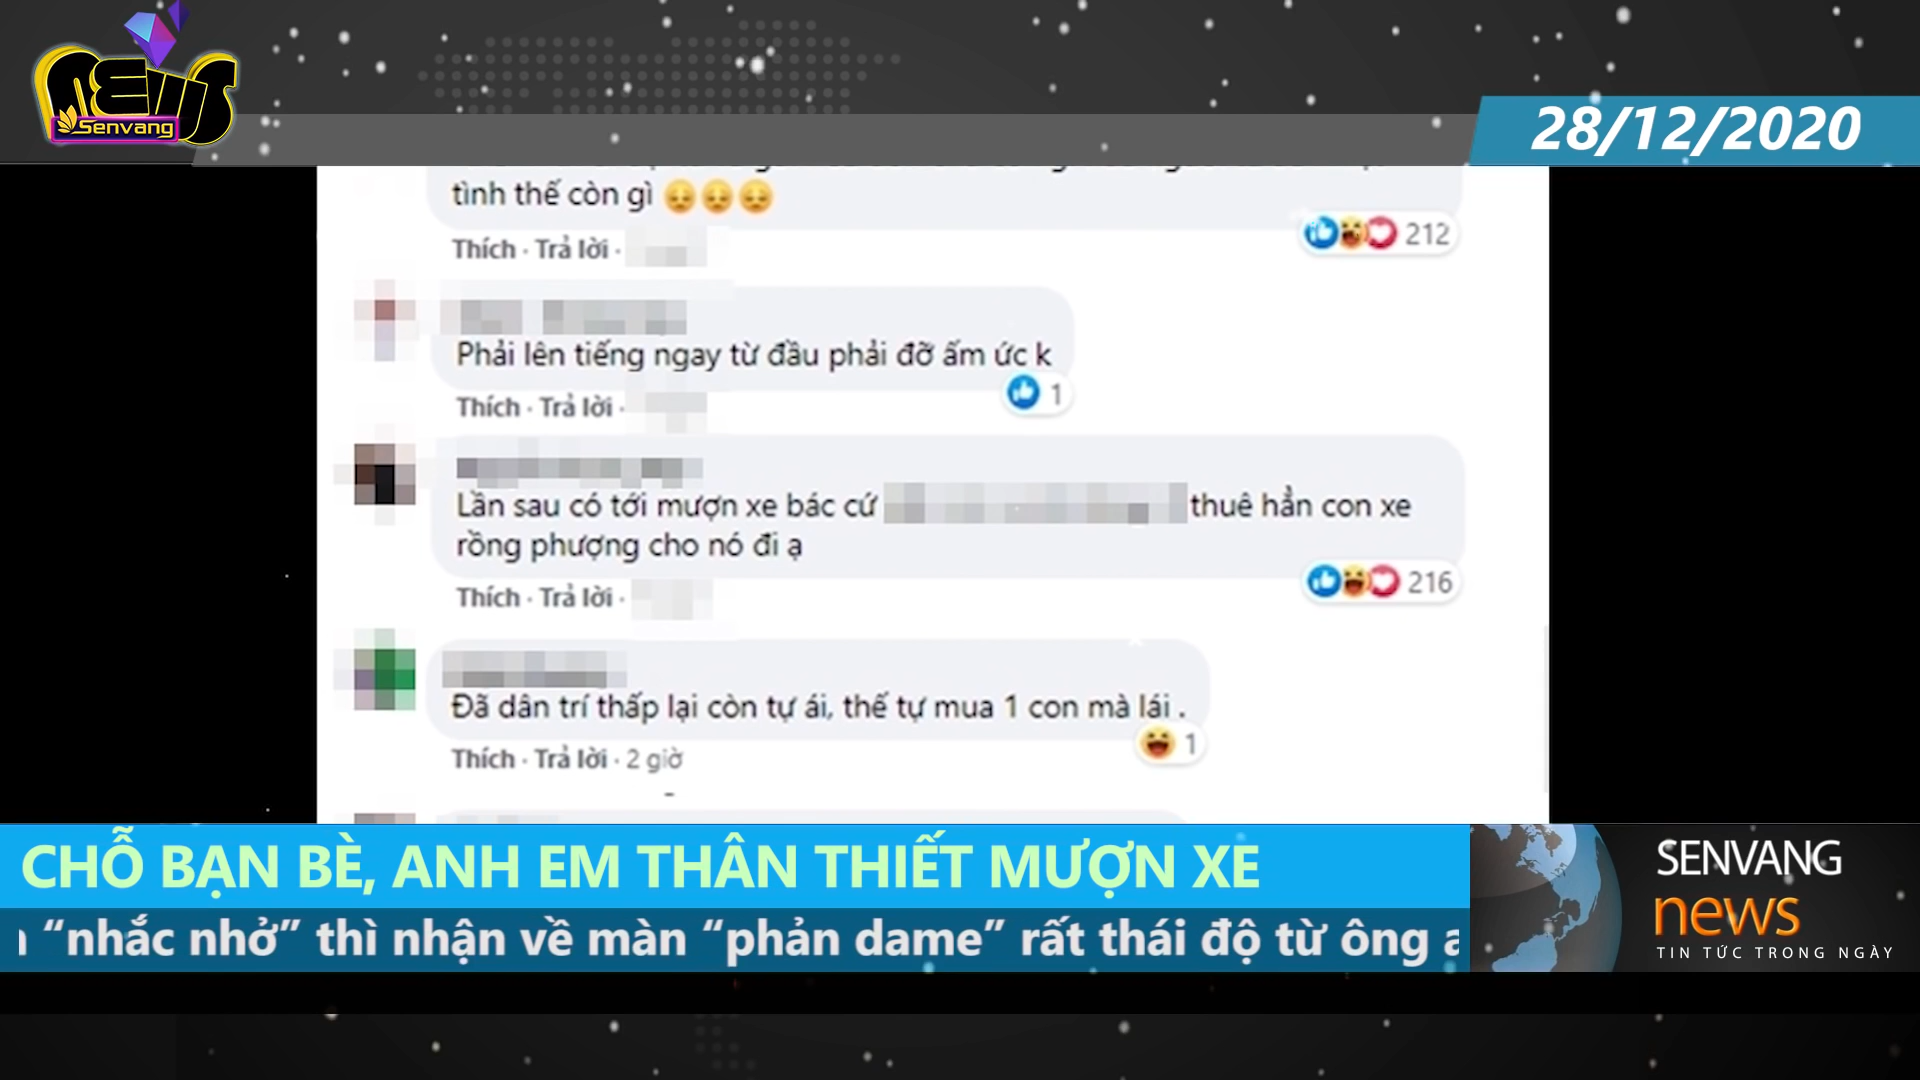 news
Senvang
28/12/2020
tình thế còn gì
Thích · Trả lời ·
212
Phải lên tiếng ngay từ đầu phải đỡ ấm ức k
1
Thích · Trả lời ·
Lần sau có tới mượn xe bác cứ thuê hẳn con xe
rồng phượng cho nó đi ạ
216
Thích · Trả lời ·
Đã dân trí thấp lại còn tự ái, thế tự mua 1 con mà lái .
1
Thích · Trả lời · 2 giờ
CHỖ BẠN BÈ, ANH EM THÂN THIẾT MƯỢN XE
“nhắc nhở” thì nhận về màn “phản dame” rất thái độ từ ông
SENVANG
news
TIN TỨC TRONG NGÀY